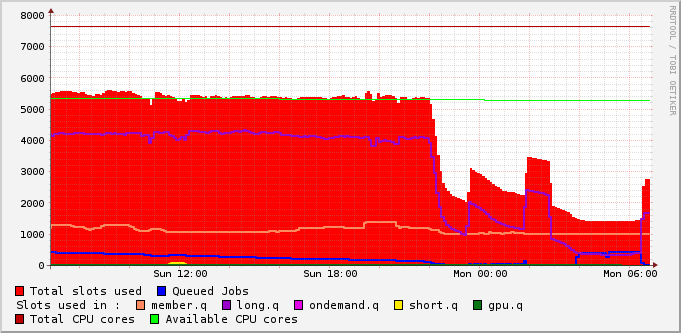 8000
7000
6000
5000
4000
3000
2000
1000
0
Sun 12:00 Sun 18:00 Mon 00:00 Mon 06:00
RRDTOOL / TOBI OETIKER
Total slots used Queued Jobs
Slots used in : member.q long.q ondemand.q short.q gpu.q
Total CPU cores Available CPU cores